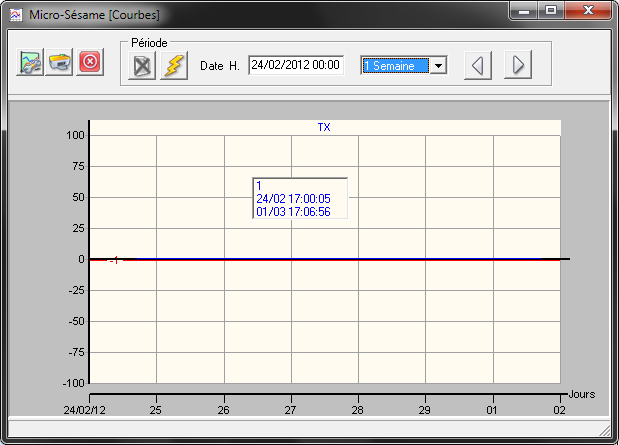 Micro-Sésame [Courbes]
Période
Date H. 24/02/2012 00:00 1 Semaine
TX
100
75
50
25
0
-25
-50
-75
-100
1
24/02 17:00:05
01/03 17:06:56
-1
Jours
24/02/12 25 26 27 28 29 01 02